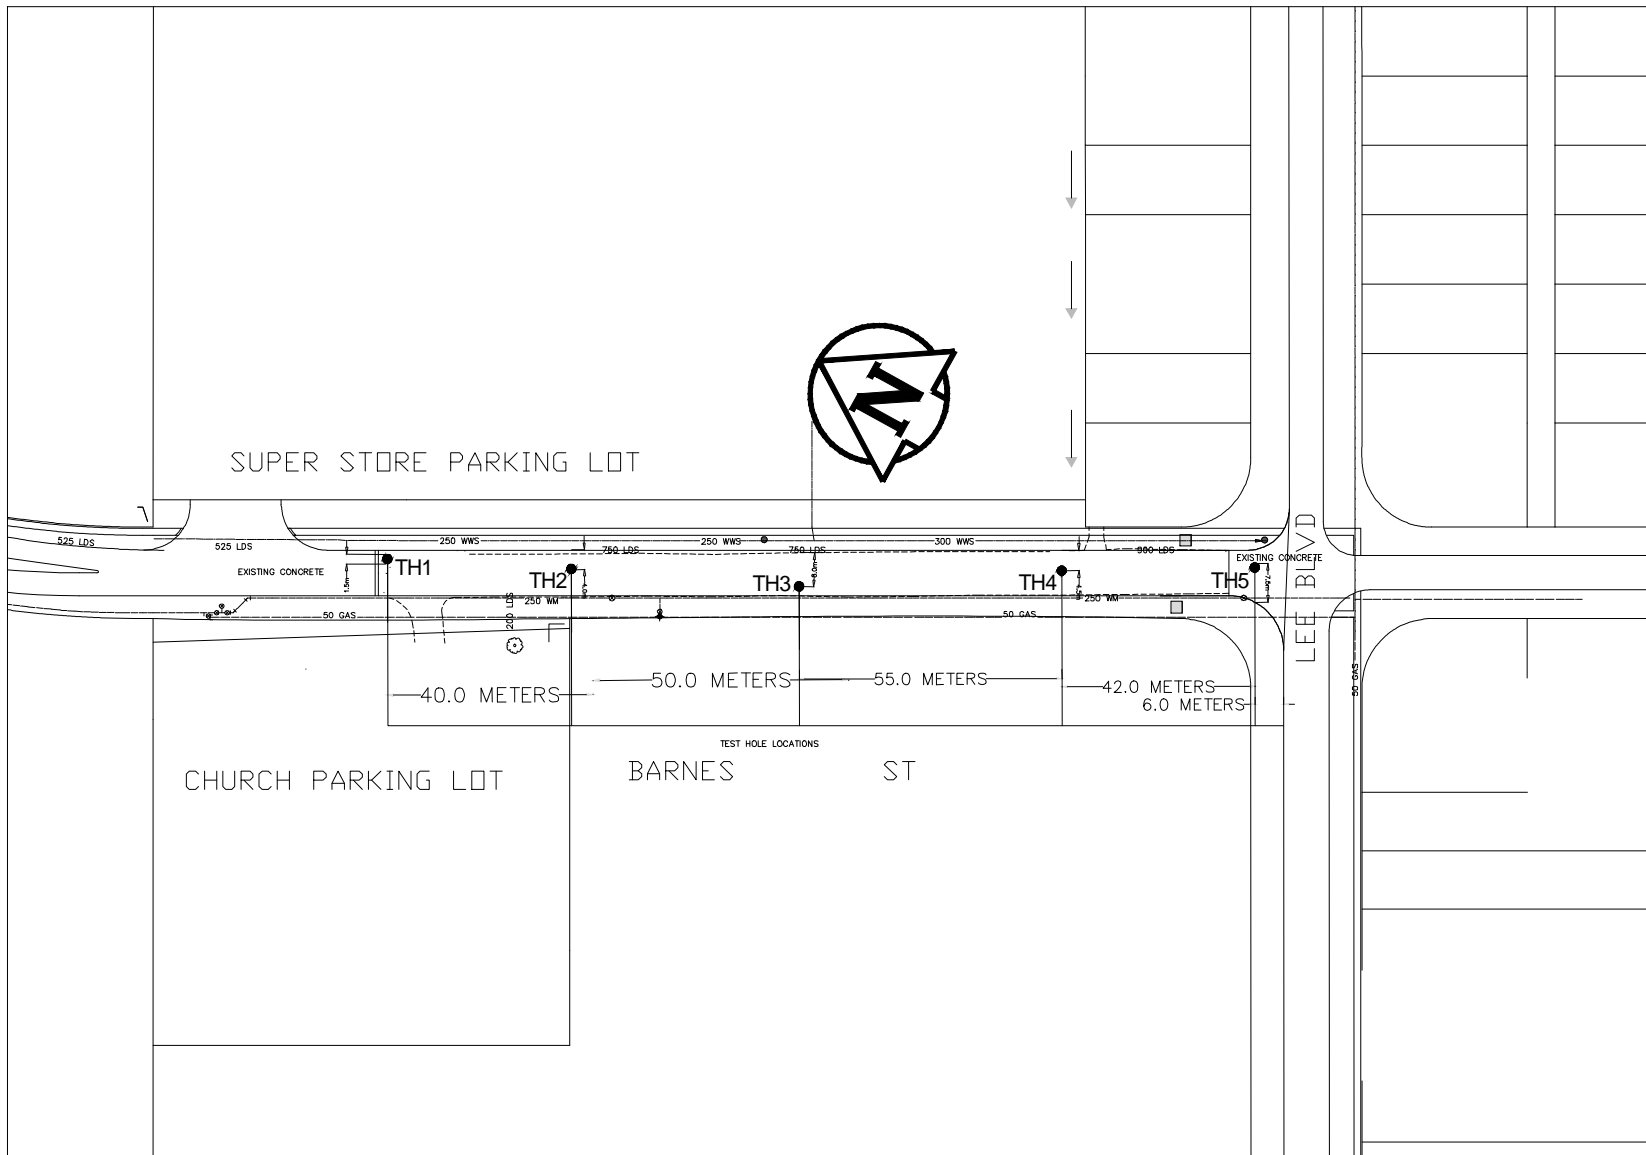 N
SUPER STORE PARKING LOT
525 LDS
525 LDS
250 WWS
250 WWS
300 WWS
750 LDS
750 LDS
900 LDS
EXISTING CONCRETE
EXISTING CONCRETE
TH1
TH2
TH3
TH4
TH5
1.5m
8.0m
7.5m
LEE BLVD
200 LDS
250 WM
250 WM
50 GAS
50 GAS
50 GAS
40.0 METERS
50.0 METERS
55.0 METERS
42.0 METERS
6.0 METERS
TEST HOLE LOCATIONS
CHURCH PARKING LOT
BARNES ST